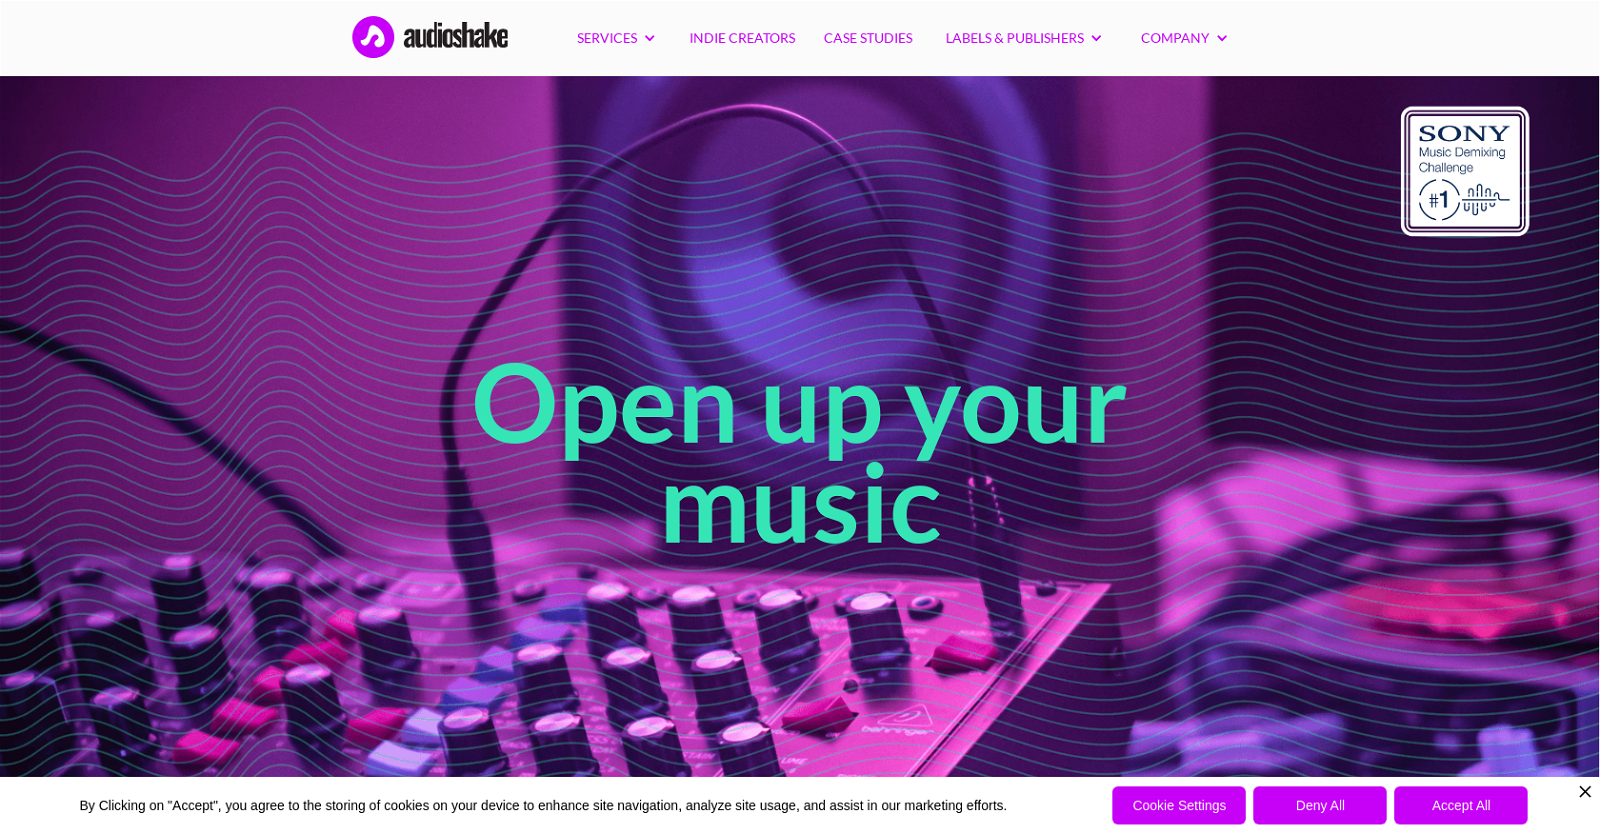 audioshake
SERVICES
INDIE CREATORS
CASE STUDIES
LABELS & PUBLISHERS
COMPANY
SONY
Music Demixing
Challenge
#1
Open up your
music
behringer
By Clicking on "Accept", you agree to the storing of cookies on your device to enhance site navigation, analyze site usage, and assist in our marketing efforts.
Cookie Settings
Deny All
Accept All